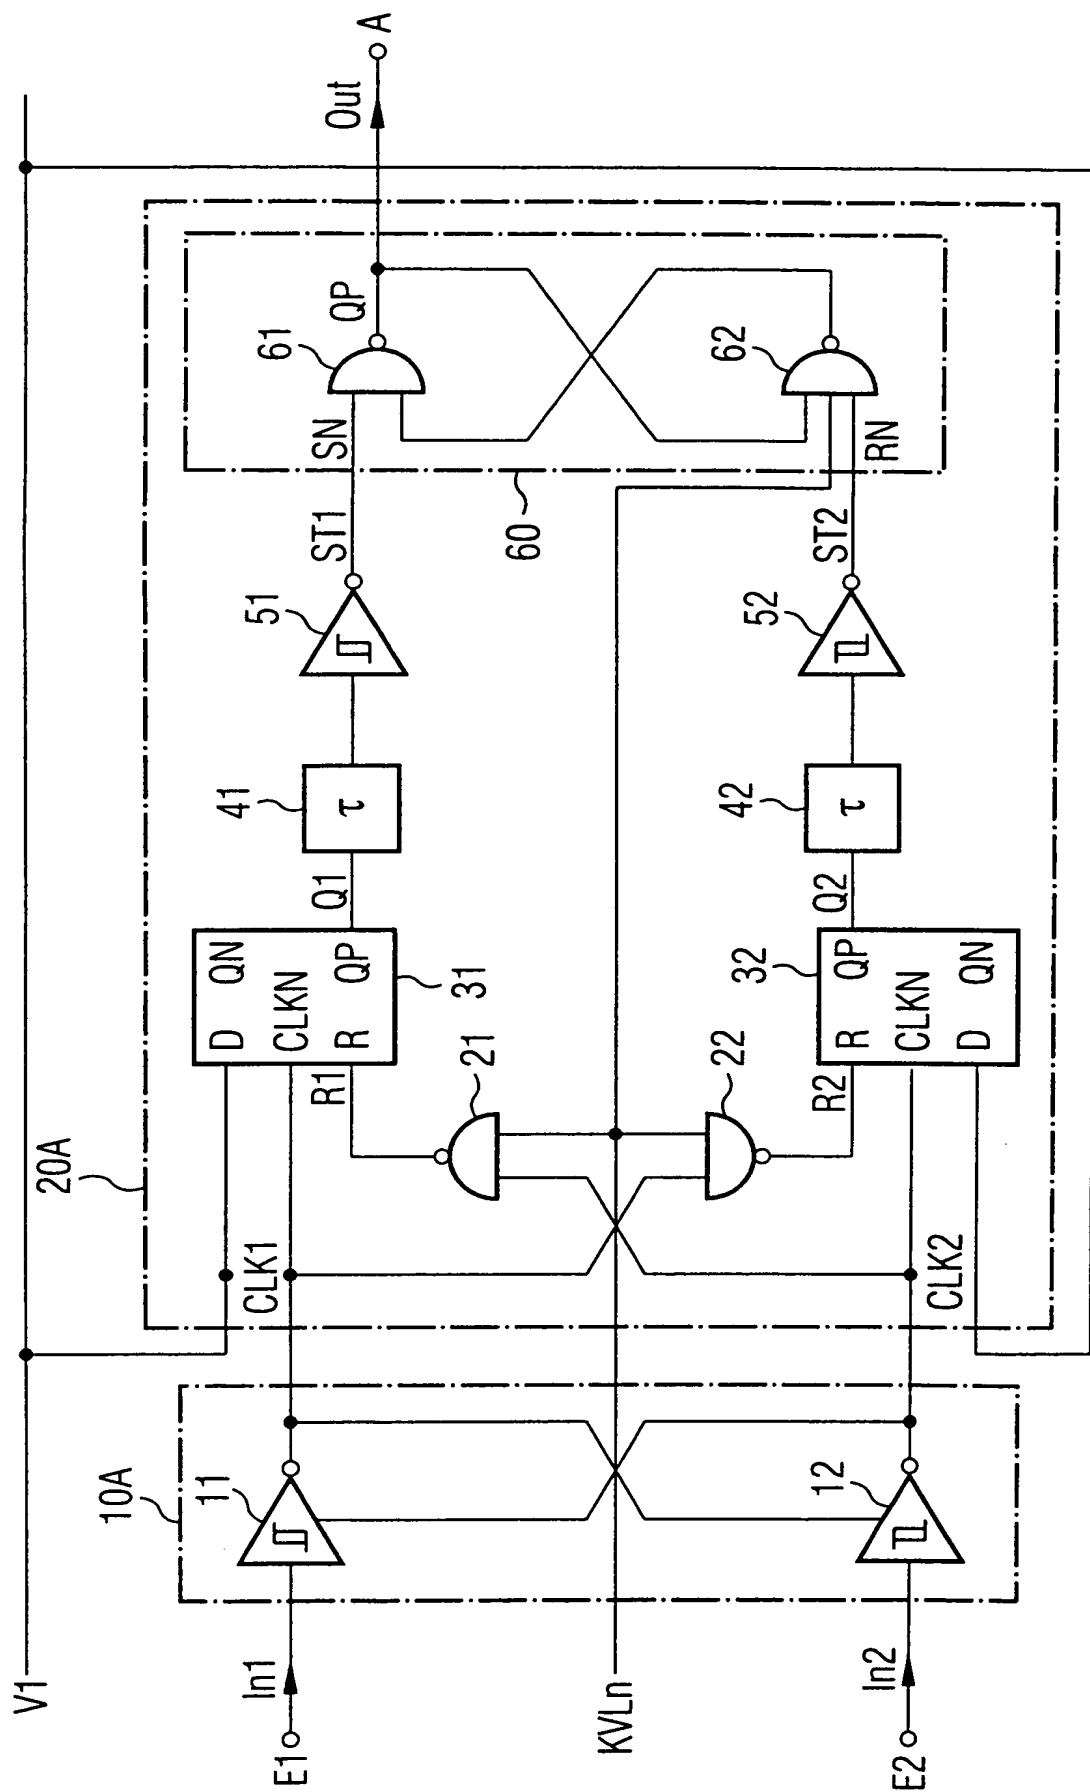 V1
E1
In1
KVLn
E2
In2
10A
11
12
20A
CLK1
CLK2
21
22
R1
R2
D
QN
CLKN
R
QP
31
32
R
QP
CLKN
D
QN
Q1
Q2
41
τ
42
τ
51
52
ST1
ST2
60
SN
RN
61
62
QP
Out
A